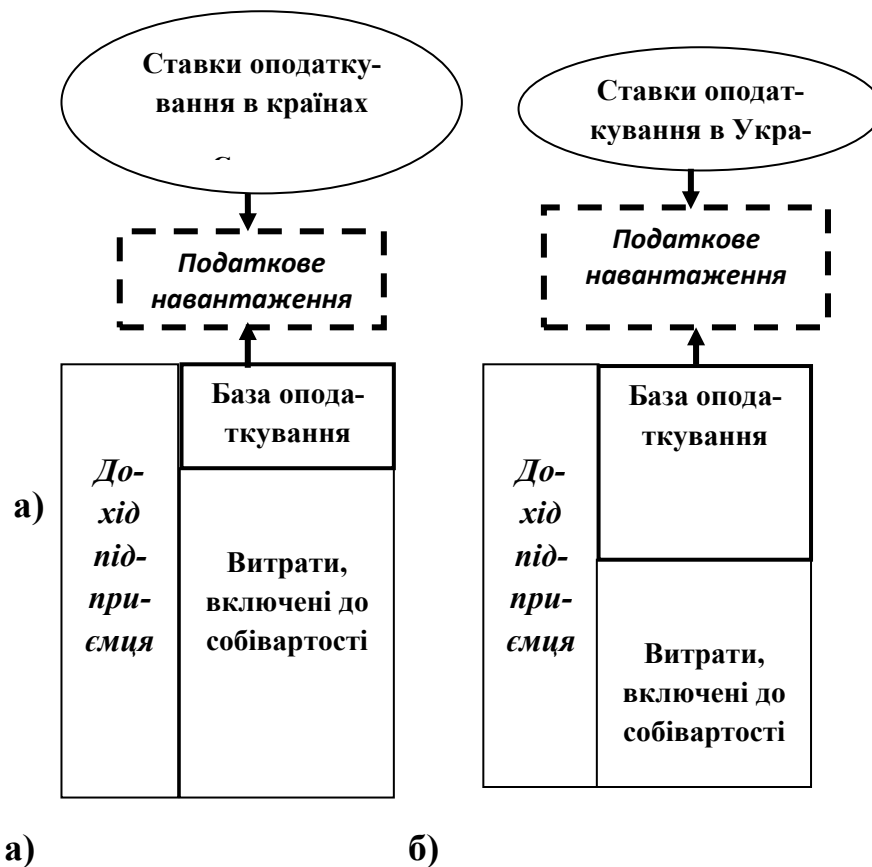 Ставки оподатку-
вання в країнах
Ставки оподат-
кування в Укра-
Податкове
навантаження
Податкове
навантаження
База опода-
ткування
База опода-
ткування
До-
хід
під-
при-
ємця
а)
Витрати,
включені до
собівартості
До-
хід
під-
при-
ємця
Витрати,
включені до
собівартості
а)
б)